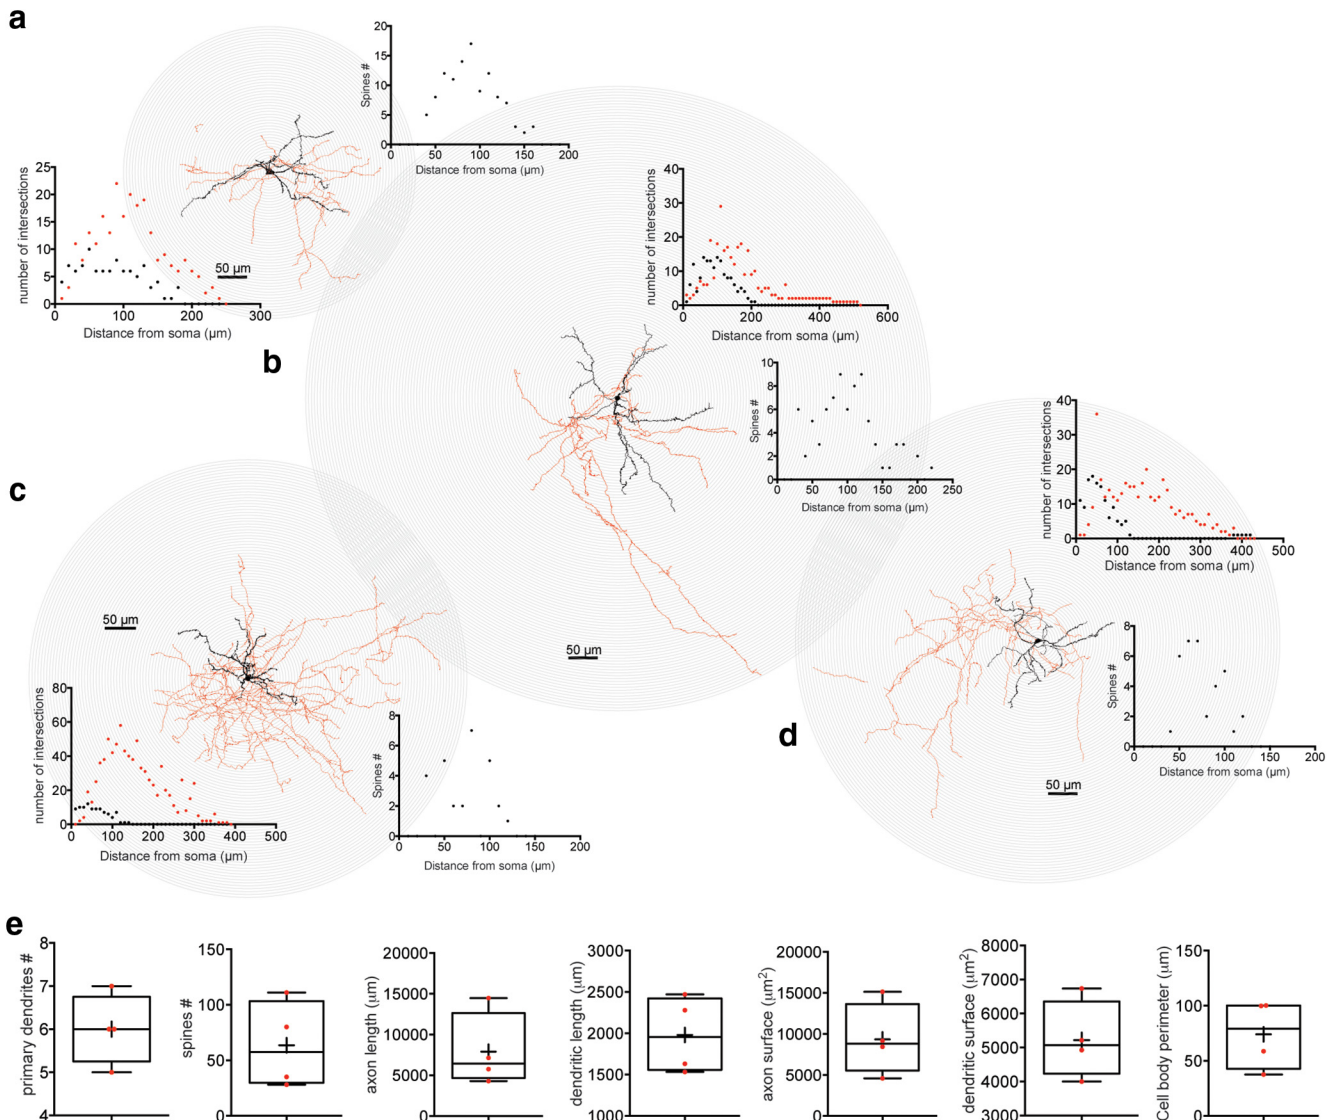 a
20
15
10
5
0
Spines #
0 50 100 150 200
Distance from soma (µm)
25
20
15
10
5
0
number of intersections
0 100 200 300
Distance from soma (µm)
50 µm
b
40
30
20
10
0
number of intersections
0 200 400 600
Distance from soma (µm)
10
8
6
4
2
0
Spines #
0 50 100 150 200 250
Distance from soma (µm)
50 µm
c
50 µm
80
60
40
20
0
number of intersections
0 100 200 300 400 500
Distance from soma (µm)
8
6
4
2
0
Spines #
0 50 100 150 200
Distance from soma (µm)
d
40
30
20
10
0
number of intersections
0 100 200 300 400 500
Distance from soma (µm)
8
6
4
2
0
Spines #
0 50 100 150 200
Distance from soma (µm)
50 µm
e
8
7
6
5
4
primary dendrites #
150
100
50
0
spines #
20000
15000
10000
5000
0
axon length (µm)
3000
2500
2000
1500
1000
dendritic length (µm)
20000
15000
10000
5000
0
axon surface (µm²)
8000
7000
6000
5000
4000
3000
dendritic surface (µm²)
150
100
50
0
Cell body perimeter (µm)